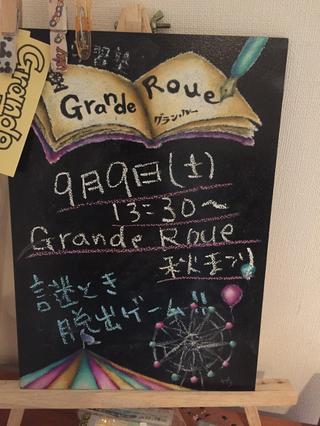 Grande Roue
グランルー
9月9日(土)
13:30～
Grande Roue
秋まつり
謎とき
脱出ゲーム!!